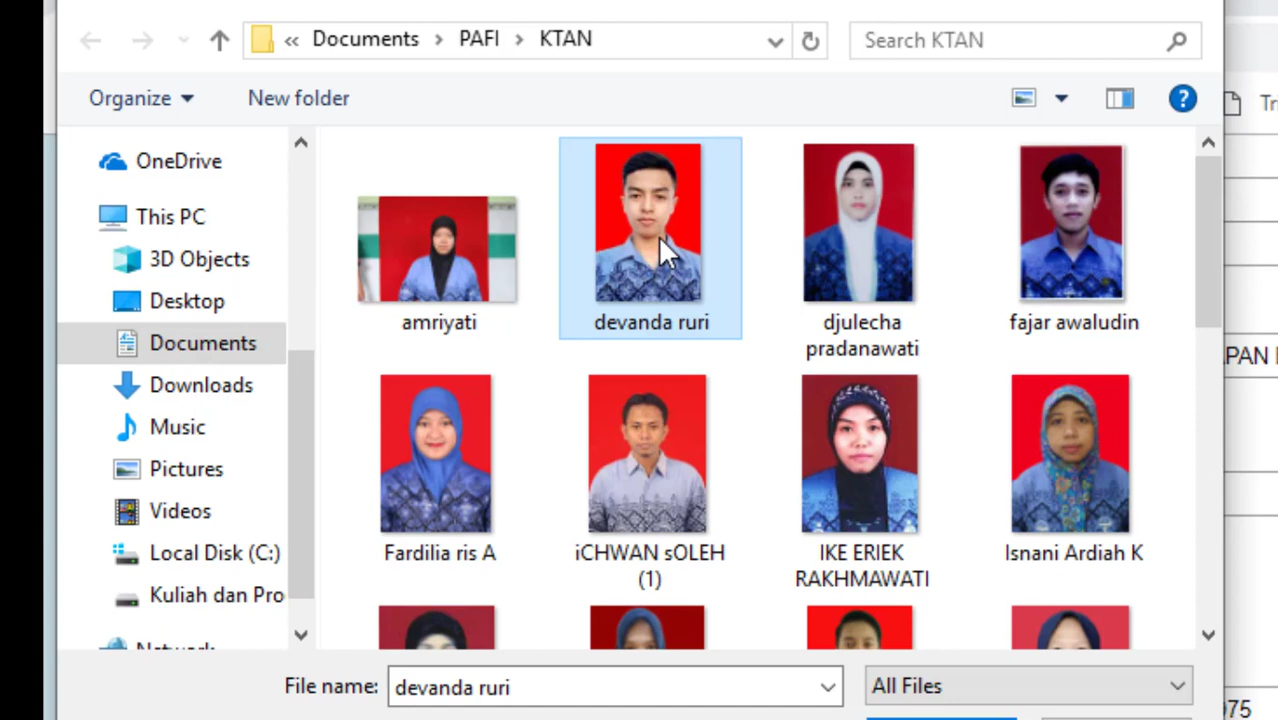 « Documents › PAFI › KTAN
Search KTAN
Organize
New folder
?
OneDrive
This PC
3D Objects
Desktop
Documents
Downloads
Music
Pictures
Videos
Local Disk (C:)
Kuliah dan Pro
Network
amriyati
devanda ruri
djulecha
pradanawati
fajar awaludin
Fardilia ris A
iCHWAN sOLEH
(1)
IKE ERIEK
RAKHMAWATI
Isnani Ardiah K
File name:
devanda ruri
All Files